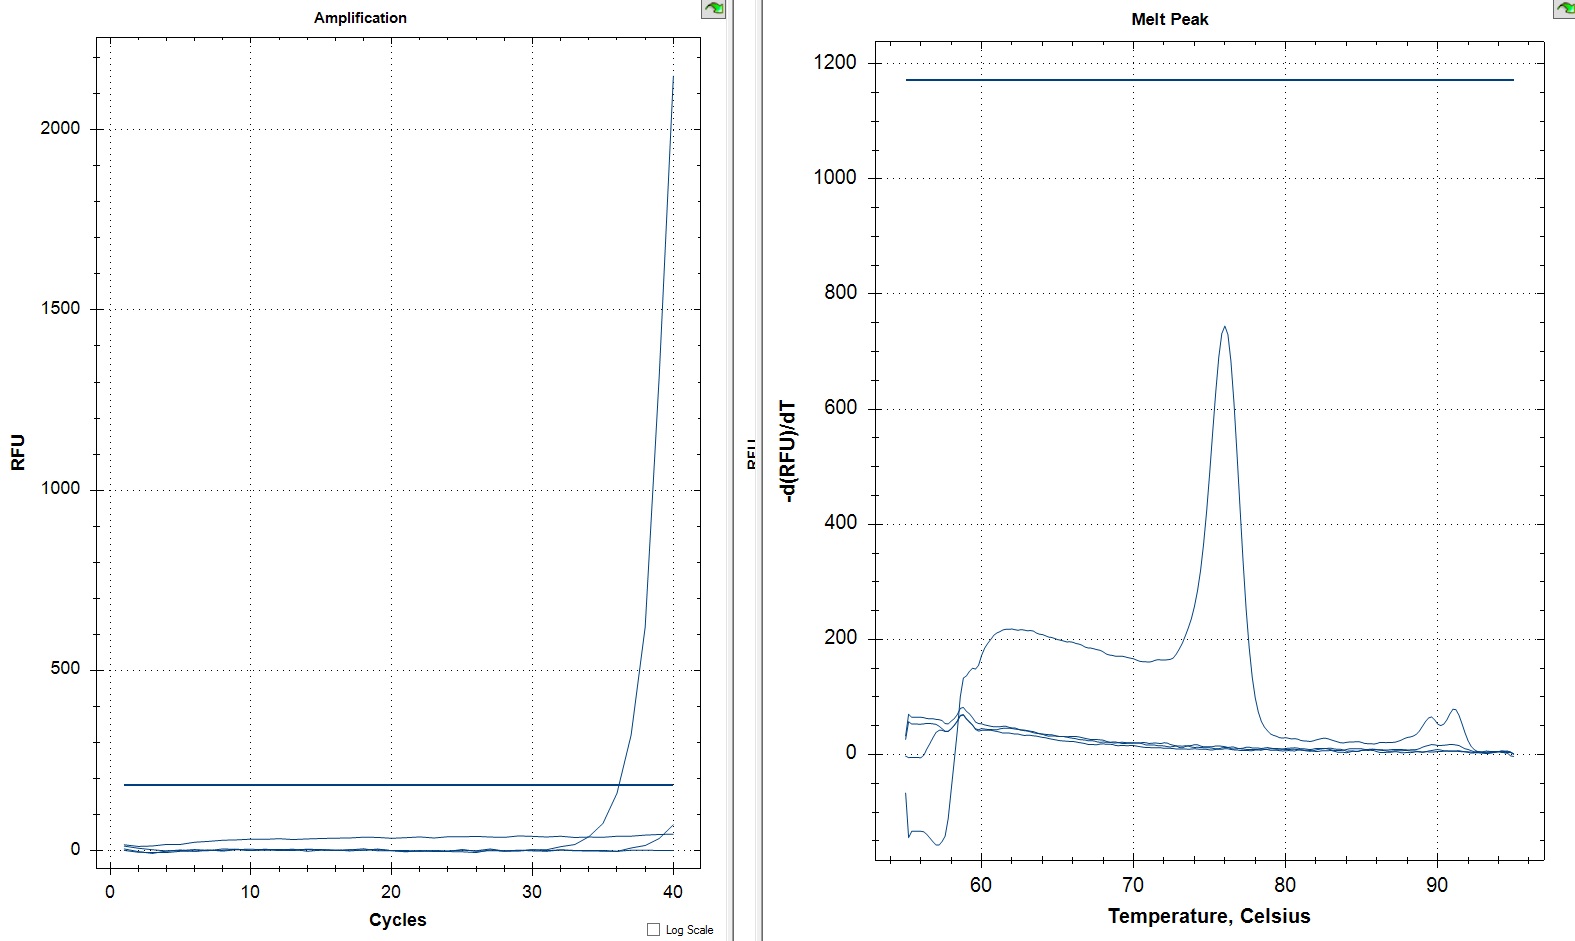 Amplification
2000
1500
1000
500
0
RFU
0 10 20 30 40
Cycles
Log Scale
RFU
Melt Peak
1200
1000
800
600
400
200
0
-d(RFU)/dT
60 70 80 90
Temperature, Celsius